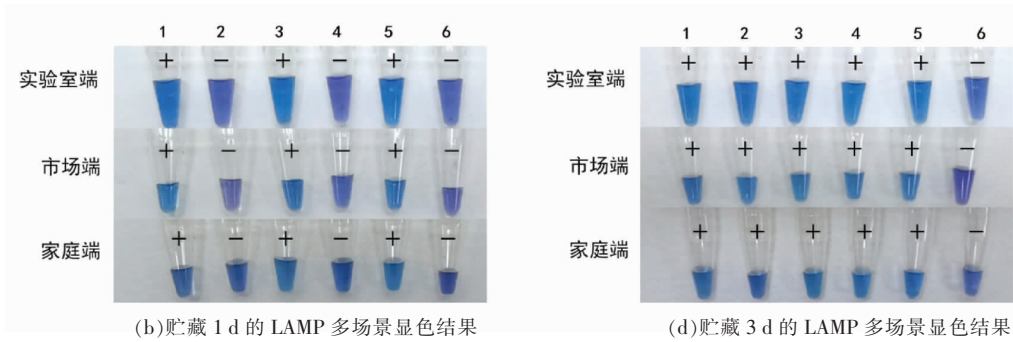 1 2 3 4 5 6
实验室端 + − + − + −
市场端 + − + − + −
家庭端 + − + − + −
(b)贮藏 1 d 的 LAMP 多场景显色结果
1 2 3 4 5 6
实验室端 + + + + + −
市场端 + + + + + −
家庭端 + + + + + −
(d)贮藏 3 d 的 LAMP 多场景显色结果